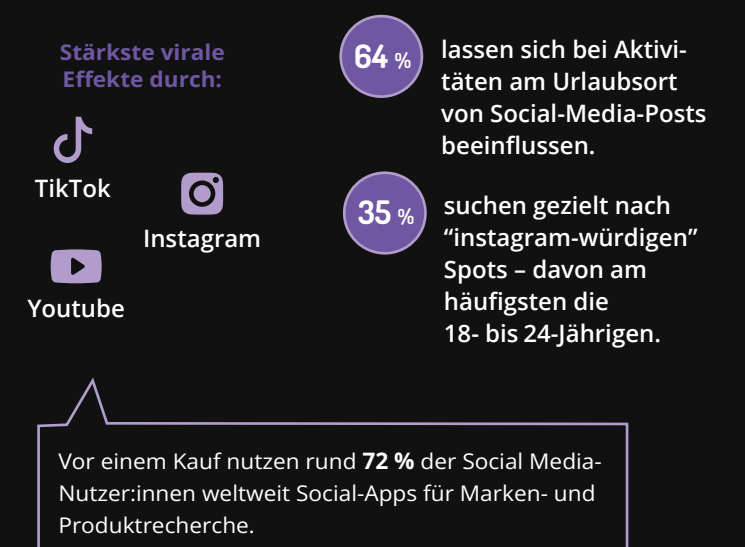 Stärkste virale
Effekte durch:
TikTok
Instagram
Youtube
64 %
lassen sich bei Aktivi-
täten am Urlaubsort
von Social-Media-Posts
beeinflussen.
35 %
suchen gezielt nach
“instagram-würdigen”
Spots – davon am
häufigsten die
18- bis 24-Jährigen.
Vor einem Kauf nutzen rund 72 % der Social Media-
Nutzer:innen weltweit Social-Apps für Marken- und
Produktrecherche.